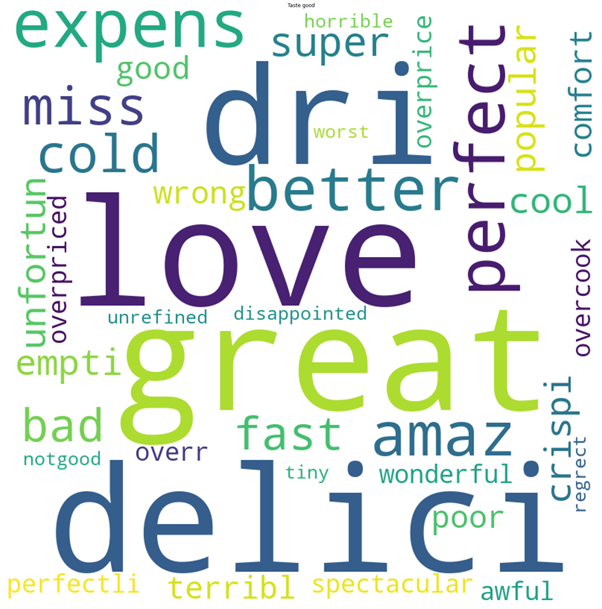 Taste good
horrible
expens
super
good
overprice
perfect
popular
comfort
miss
dri
worst
cold
wrong
better
cool
unfortun
overpriced
love
overcook
unrefined
disappointed
great
empti
bad
fast
amaz
crispi
regrect
notgood
overr
tiny
wonderful
delici
poor
perfectli
terribl
spectacular
awful